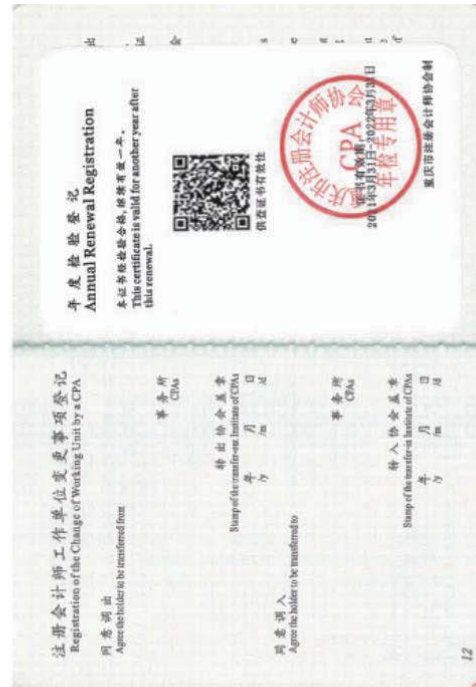 注册会计师工作单位变更事项登记
Registration of the Change of Working Unit by a CPA
同意调出
Agree the holder to be transferred from
事务所
CPAs
转出协会盖章
Stamp of the transfer-out Institute of CPAs
年 月 日
/y /m /d
同意调入
Agree the holder to be transferred to
事务所
CPAs
转入协会盖章
Stamp of the transfer-in Institute of CPAs
年 月 日
/y /m /d
12
年度检验登记
Annual Renewal Registration
本证书经检验合格,继续有效一年。
This certificate is valid for another year after
this renewal.
供查证书有效性
市注册会计师协会
CPA
年检专用章
证书有效期
重庆市注册会计师协会制